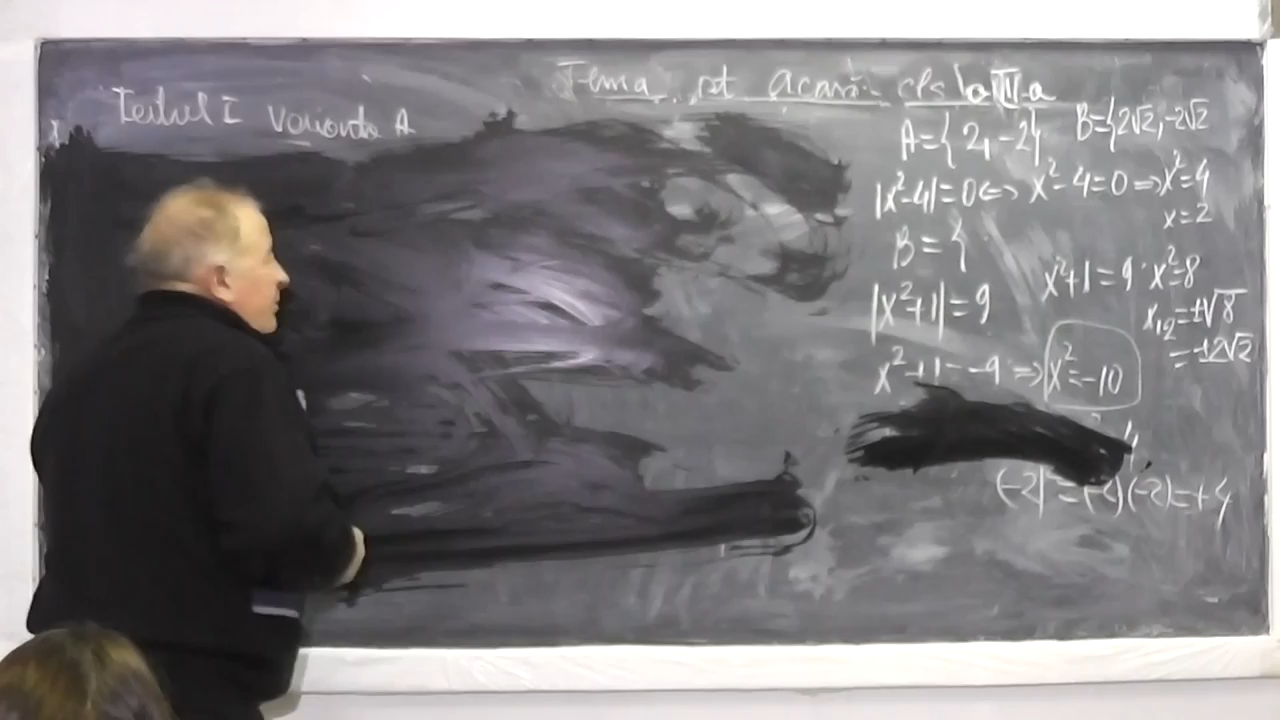 Tema pt acasă cls a VII-a
Testul I Varianta A
A={2,-2} B={2√2,-2√2
|x²-4|=0⇔ x²-4=0⇒x²=4
x=2
B={
x²+1=9 x²=8
|x²+1|=9
x₁₂=±√8
=±2√2
x²+1=-9 ⇒ x²=-10
=(-2)(-2)=+4